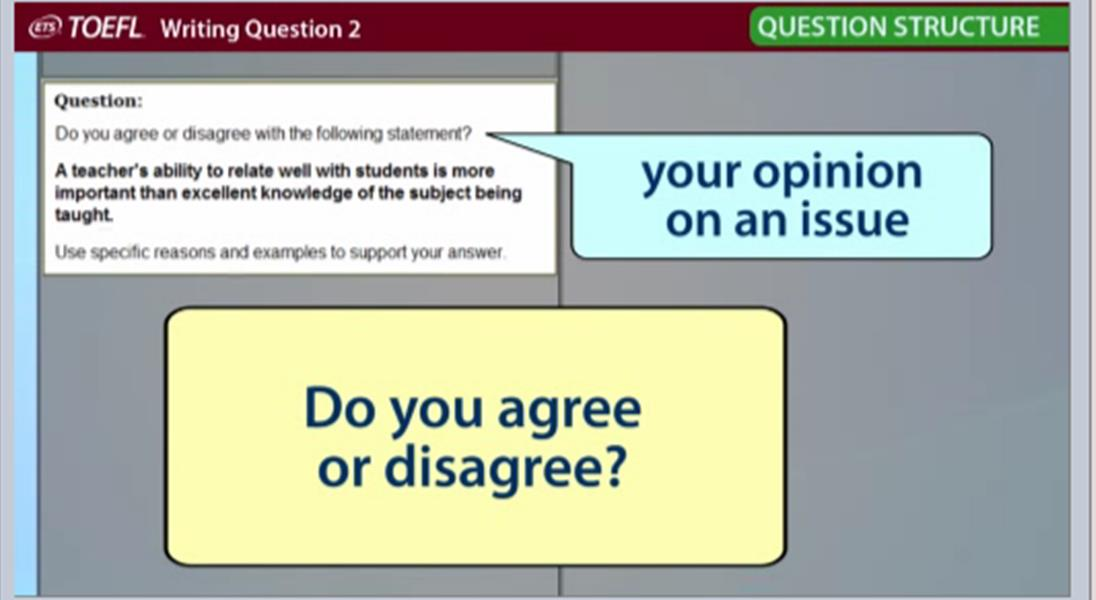 ETS TOEFL Writing Question 2
QUESTION STRUCTURE
Question:
Do you agree or disagree with the following statement?
A teacher's ability to relate well with students is more
important than excellent knowledge of the subject being
taught.
Use specific reasons and examples to support your answer.
your opinion
on an issue
Do you agree
or disagree?